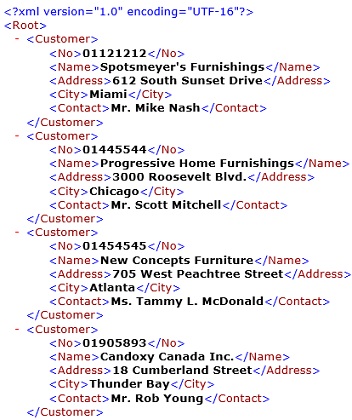 <?xml version="1.0" encoding="UTF-16"?>
<Root>
- <Customer>
<No>01121212</No>
<Name>Spotsmeyer's Furnishings</Name>
<Address>612 South Sunset Drive</Address>
<City>Miami</City>
<Contact>Mr. Mike Nash</Contact>
</Customer>
- <Customer>
<No>01445544</No>
<Name>Progressive Home Furnishings</Name>
<Address>3000 Roosevelt Blvd.</Address>
<City>Chicago</City>
<Contact>Mr. Scott Mitchell</Contact>
</Customer>
- <Customer>
<No>01454545</No>
<Name>New Concepts Furniture</Name>
<Address>705 West Peachtree Street</Address>
<City>Atlanta</City>
<Contact>Ms. Tammy L. McDonald</Contact>
</Customer>
- <Customer>
<No>01905893</No>
<Name>Candoxy Canada Inc.</Name>
<Address>18 Cumberland Street</Address>
<City>Thunder Bay</City>
<Contact>Mr. Rob Young</Contact>
</Customer>